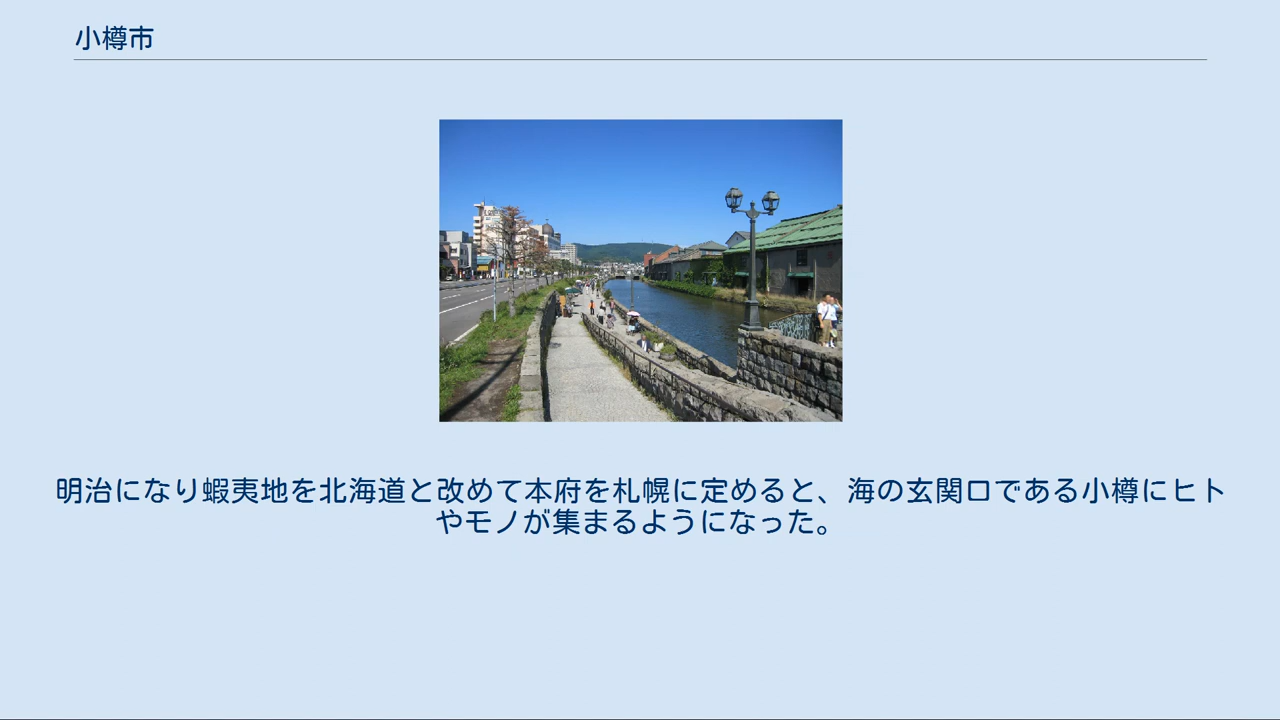 小樽市
明治になり蝦夷地を北海道と改めて本府を札幌に定めると、海の玄関口である小樽にヒト
やモノが集まるようになった。